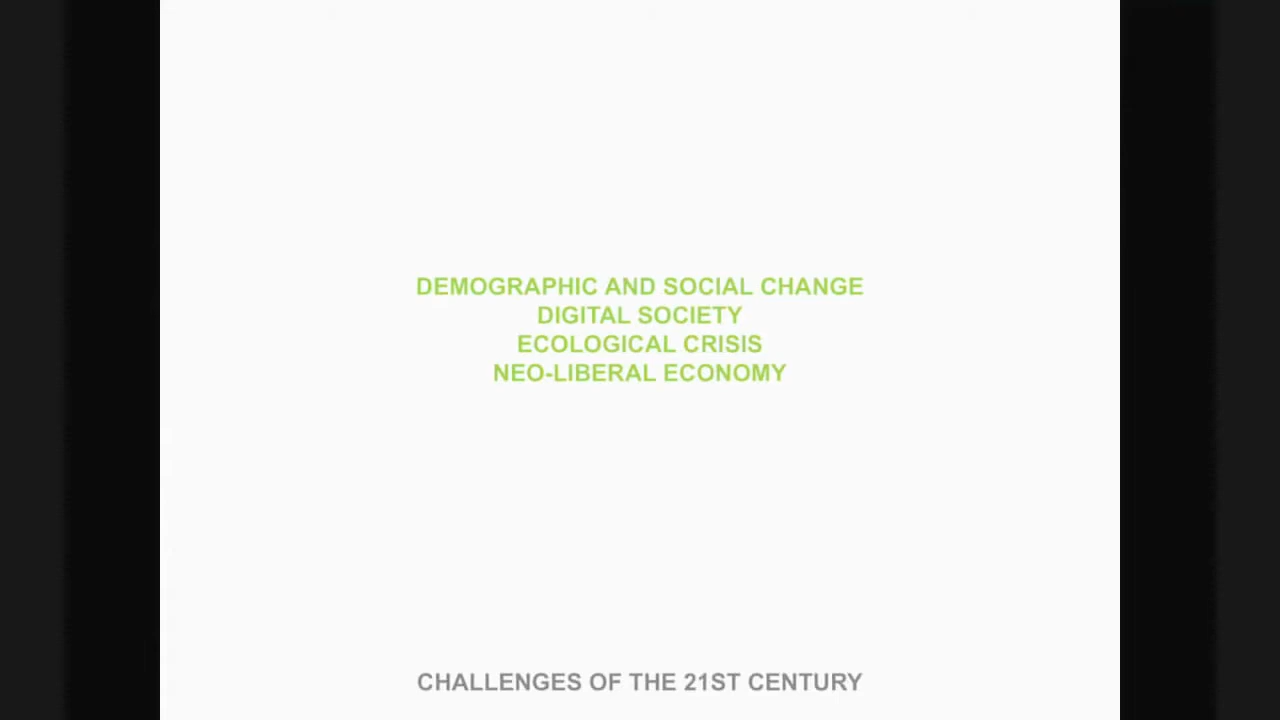 DEMOGRAPHIC AND SOCIAL CHANGE
DIGITAL SOCIETY
ECOLOGICAL CRISIS
NEO-LIBERAL ECONOMY
CHALLENGES OF THE 21ST CENTURY